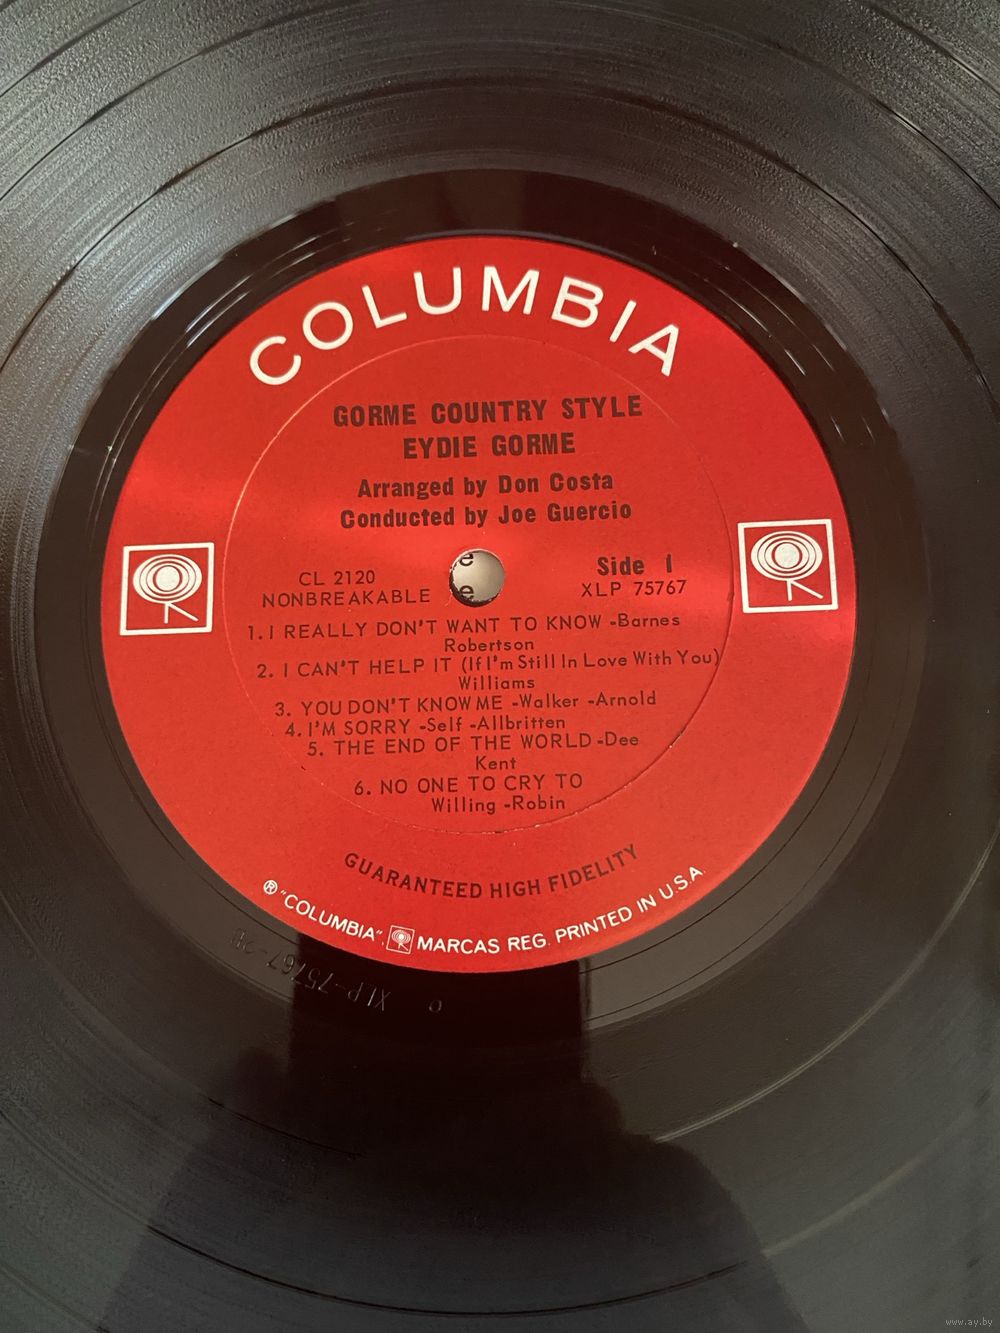 COLUMBIA
GORME COUNTRY STYLE
EYDIE GORME
Arranged by Don Costa
Conducted by Joe Guercio
CL 2120
NONBREAKABLE
e
e
Side 1
XLP 75767
1. I REALLY DON'T WANT TO KNOW -Barnes
Robertson
2. I CAN'T HELP IT (If I'm Still In Love With You)
Williams
3. YOU DON'T KNOW ME -Walker -Arnold
4. I'M SORRY -Self -Allbritten
5. THE END OF THE WORLD -Dee
Kent
6. NO ONE TO CRY TO
Willing -Robin
GUARANTEED HIGH FIDELITY
® "COLUMBIA", MARCAS REG. PRINTED IN U.S.A.
XLP-75767-2B
www.ay.by